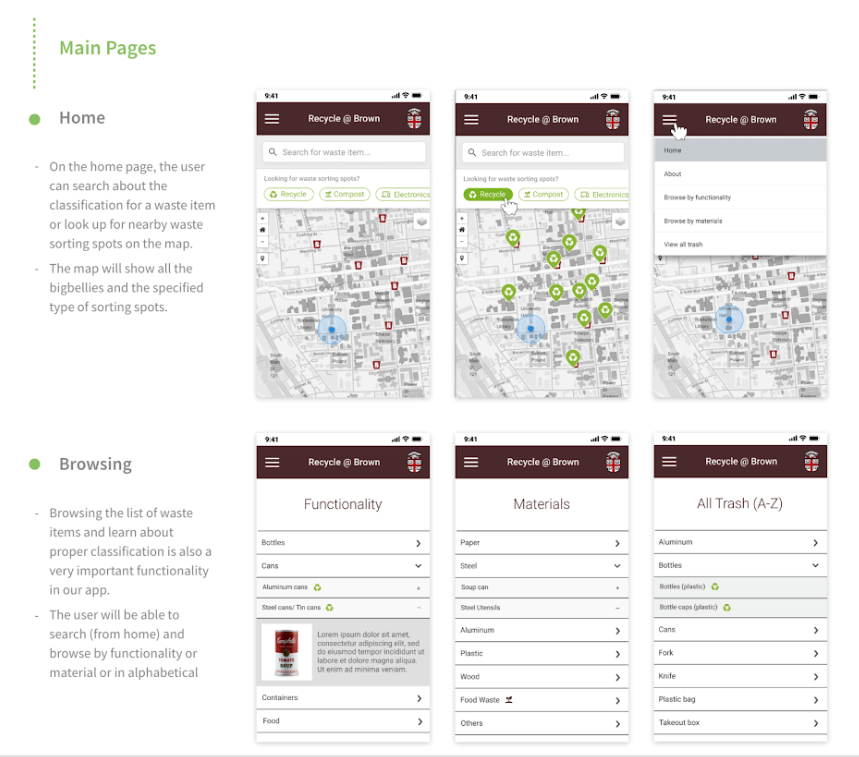 Main Pages
Home
- On the home page, the user
can search about the
classification for a waste item
or look up for nearby waste
sorting spots on the map.
- The map will show all the
bigbellies and the specified
type of sorting spots.
9:41
Recycle @ Brown
Search for waste item...
Looking for waste sorting spots?
Recycle
Compost
Electronics
9:41
Recycle @ Brown
Search for waste item...
Looking for waste sorting spots?
Recycle
Compost
Electronics
9:41
Recycle @ Brown
Home
About
Browse by functionality
Browse by materials
View all trash
Browsing
- Browsing the list of waste
items and learn about
proper classification is also a
very important functionality
in our app.
- The user will be able to
search (from home) and
browse by functionality or
material or in alphabetical
9:41
Recycle @ Brown
Functionality
Bottles
Cans
Aluminum cans
Steel cans/ Tin cans
Campbell's
TOMATO
SOUP
Lorem ipsum dolor sit amet,
consectetur adipiscing elit, sed
do eiusmod tempor incididunt ut
labore et dolore magna aliqua.
Ut enim ad minima veniam.
Containers
Food
9:41
Recycle @ Brown
Materials
Paper
Steel
Soup can
Steel Utensils
Aluminum
Plastic
Wood
Food Waste
Others
9:41
Recycle @ Brown
All Trash (A-Z)
Aluminum
Bottles
Bottles (plastic)
Bottle caps (plastic)
Cans
Fork
Knife
Plastic bag
Takeout box